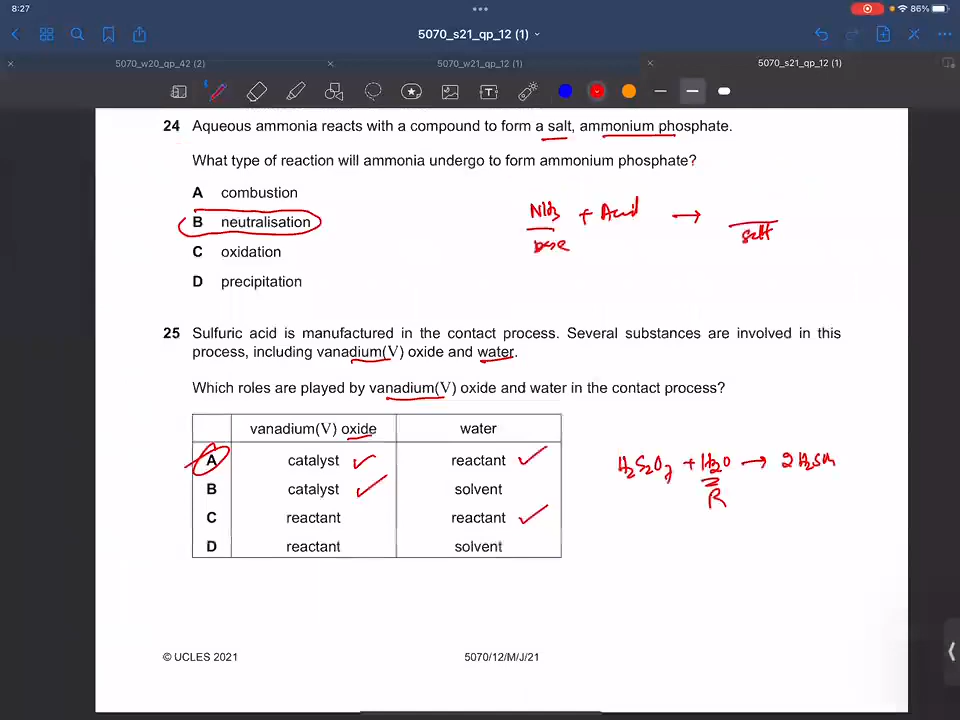 8:27
86%
5070_s21_qp_12 (1)
5070_w20_qp_42 (2)
5070_w21_qp_12 (1)
5070_s21_qp_12 (1)
24 Aqueous ammonia reacts with a compound to form a salt, ammonium phosphate.
What type of reaction will ammonia undergo to form ammonium phosphate?
A combustion
B neutralisation
C oxidation
D precipitation
NH3 + Acid →
base salt
25 Sulfuric acid is manufactured in the contact process. Several substances are involved in this
process, including vanadium(V) oxide and water.
Which roles are played by vanadium(V) oxide and water in the contact process?
vanadium(V) oxide water
A catalyst reactant
B catalyst solvent
C reactant reactant
D reactant solvent
H2S2O7 + H2O → 2H2SO4
R
© UCLES 2021
5070/12/M/J/21